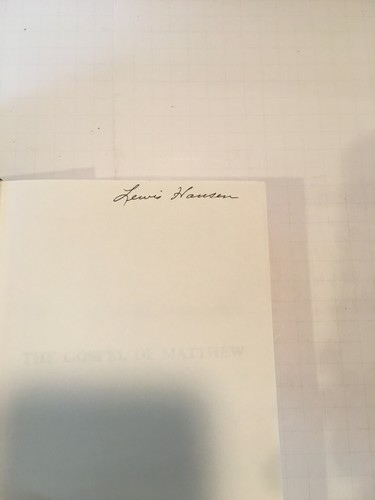 Lewis Hansen
THE GOSPEL OF MATTHEW